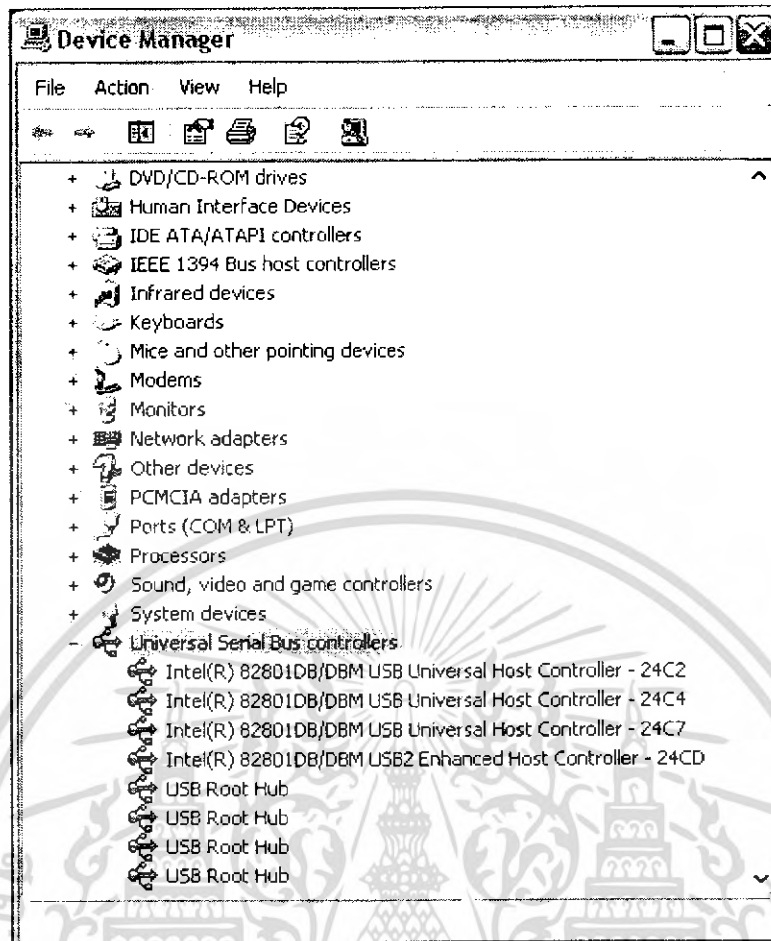 Device Manager
File Action View Help
DVD/CD-ROM drives
Human Interface Devices
IDE ATA/ATAPI controllers
IEEE 1394 Bus host controllers
Infrared devices
Keyboards
Mice and other pointing devices
Modems
Monitors
Network adapters
Other devices
PCMCIA adapters
Ports (COM & LPT)
Processors
Sound, video and game controllers
System devices
Universal Serial Bus controllers
Intel(R) 82801DB/DBM USB Universal Host Controller - 24C2
Intel(R) 82801DB/DBM USB Universal Host Controller - 24C4
Intel(R) 82801DB/DBM USB Universal Host Controller - 24C7
Intel(R) 82801DB/DBM USB2 Enhanced Host Controller - 24CD
USB Root Hub
USB Root Hub
USB Root Hub
USB Root Hub